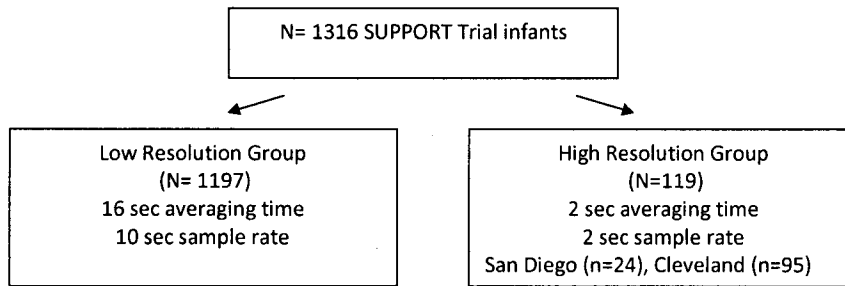 N= 1316 SUPPORT Trial infants
Low Resolution Group
(N= 1197)
16 sec averaging time
10 sec sample rate
High Resolution Group
(N=119)
2 sec averaging time
2 sec sample rate
San Diego (n=24), Cleveland (n=95)